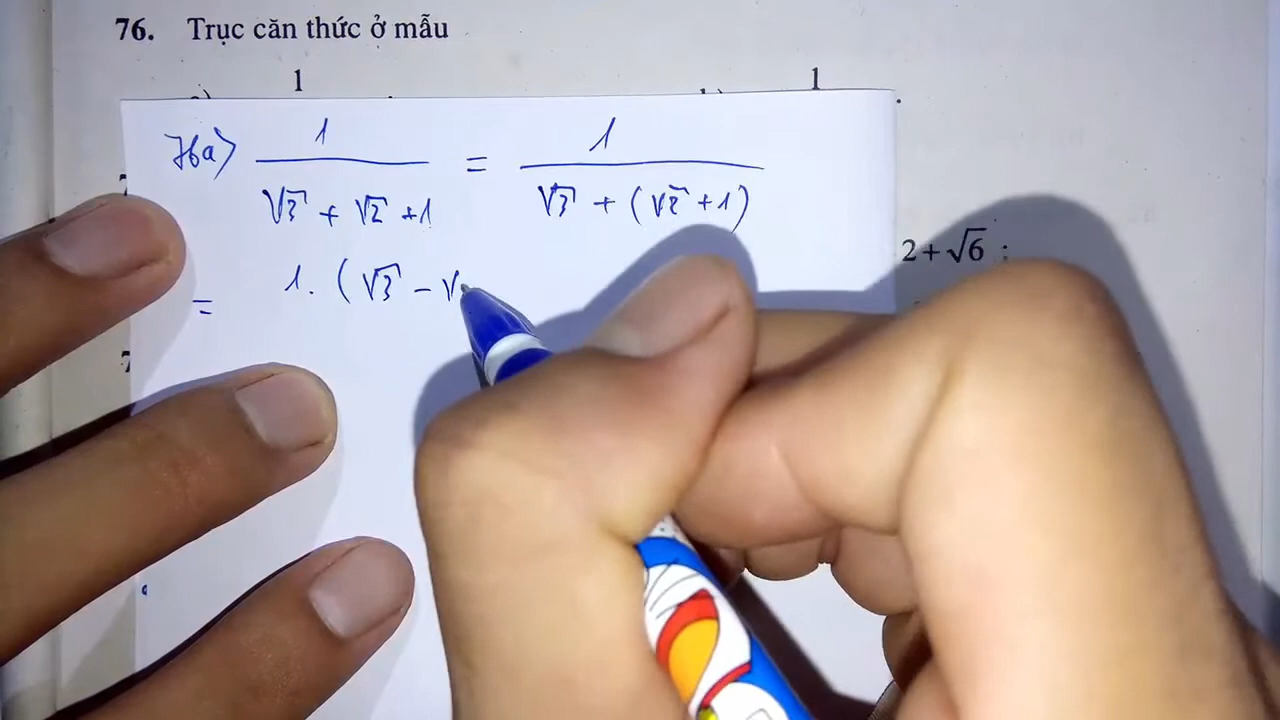 76. Trục căn thức ở mẫu
1 1
76a) 1 / (√3 + √2 + 1) = 1 / (√3 + (√2 + 1))
2 + √6 :
= 1. (√3 - √
7